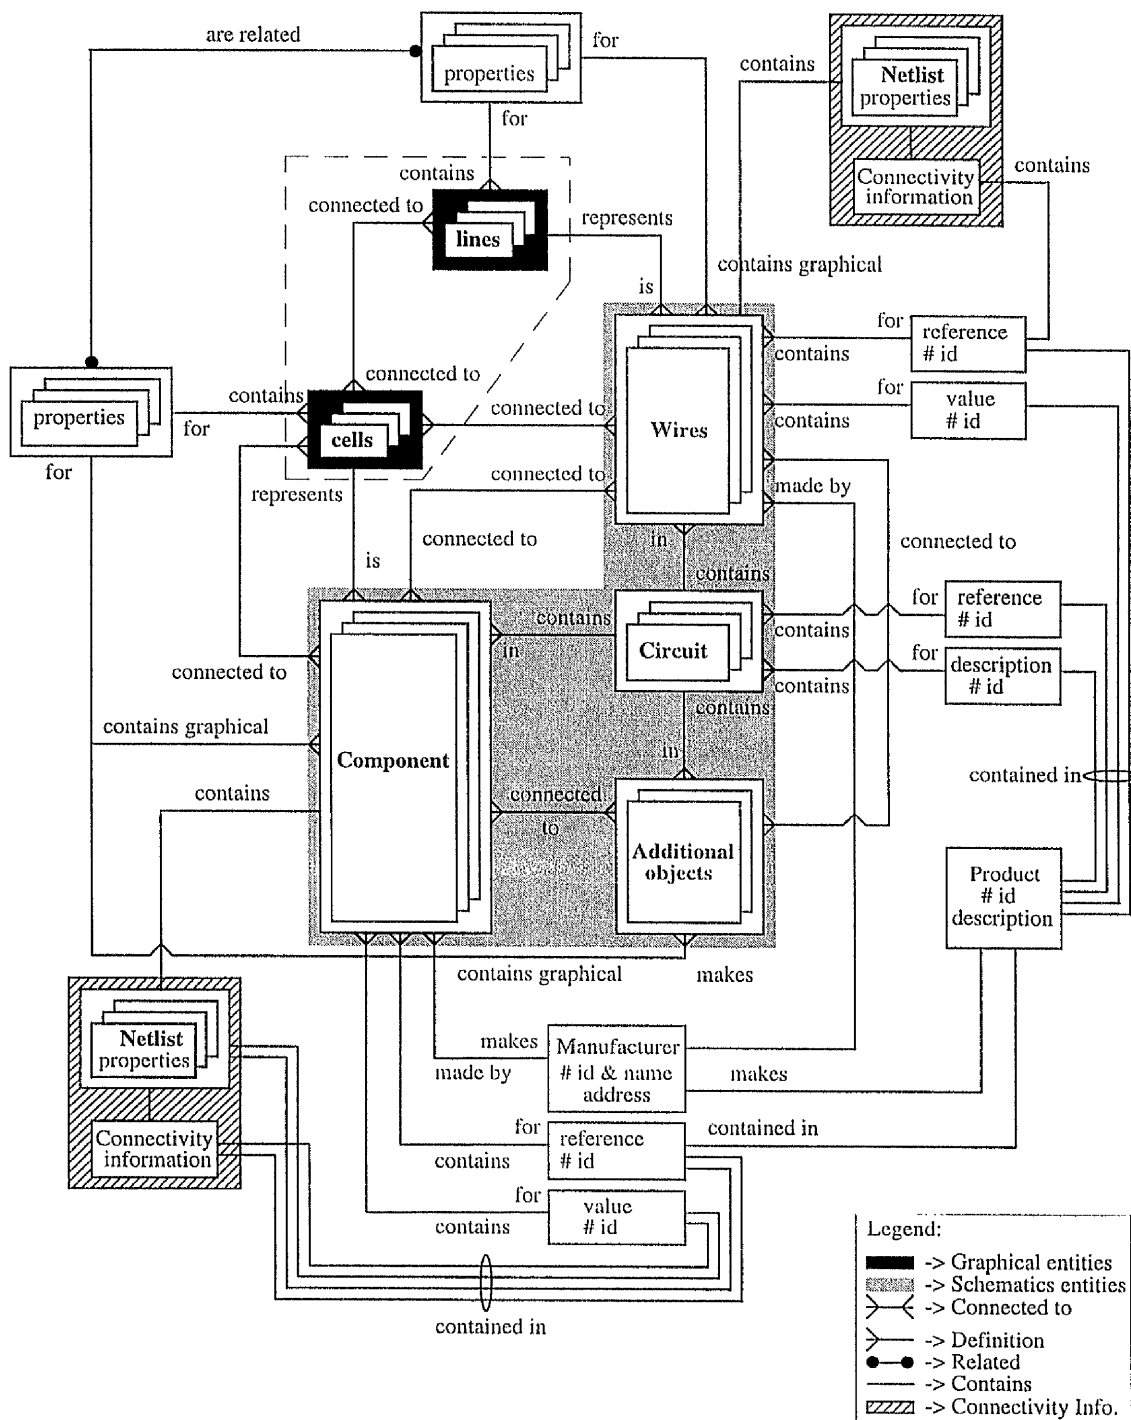 are related
properties
for
for
contains
Netlist
properties
Connectivity
information
contains
contains
connected to
lines
represents
contains graphical
is
for
contains
reference
# id
for
contains
value
# id
properties
contains
for
for
connected to
cells
connected to
Wires
represents
connected to
made by
connected to
connected to
is
in
contains
contains
in
Circuit
for
contains
reference
# id
for
contains
description
# id
connected to
contains
in
contains graphical
Component
contains
connected
to
Additional
objects
contained in
Product
# id
description
contains graphical
makes
Netlist
properties
Connectivity
information
makes
made by
Manufacturer
# id & name
address
makes
for
contains
reference
# id
contained in
for
contains
value
# id
contained in
Legend:
-> Graphical entities
-> Schematics entities
-> Connected to
-> Definition
-> Related
-> Contains
-> Connectivity Info.